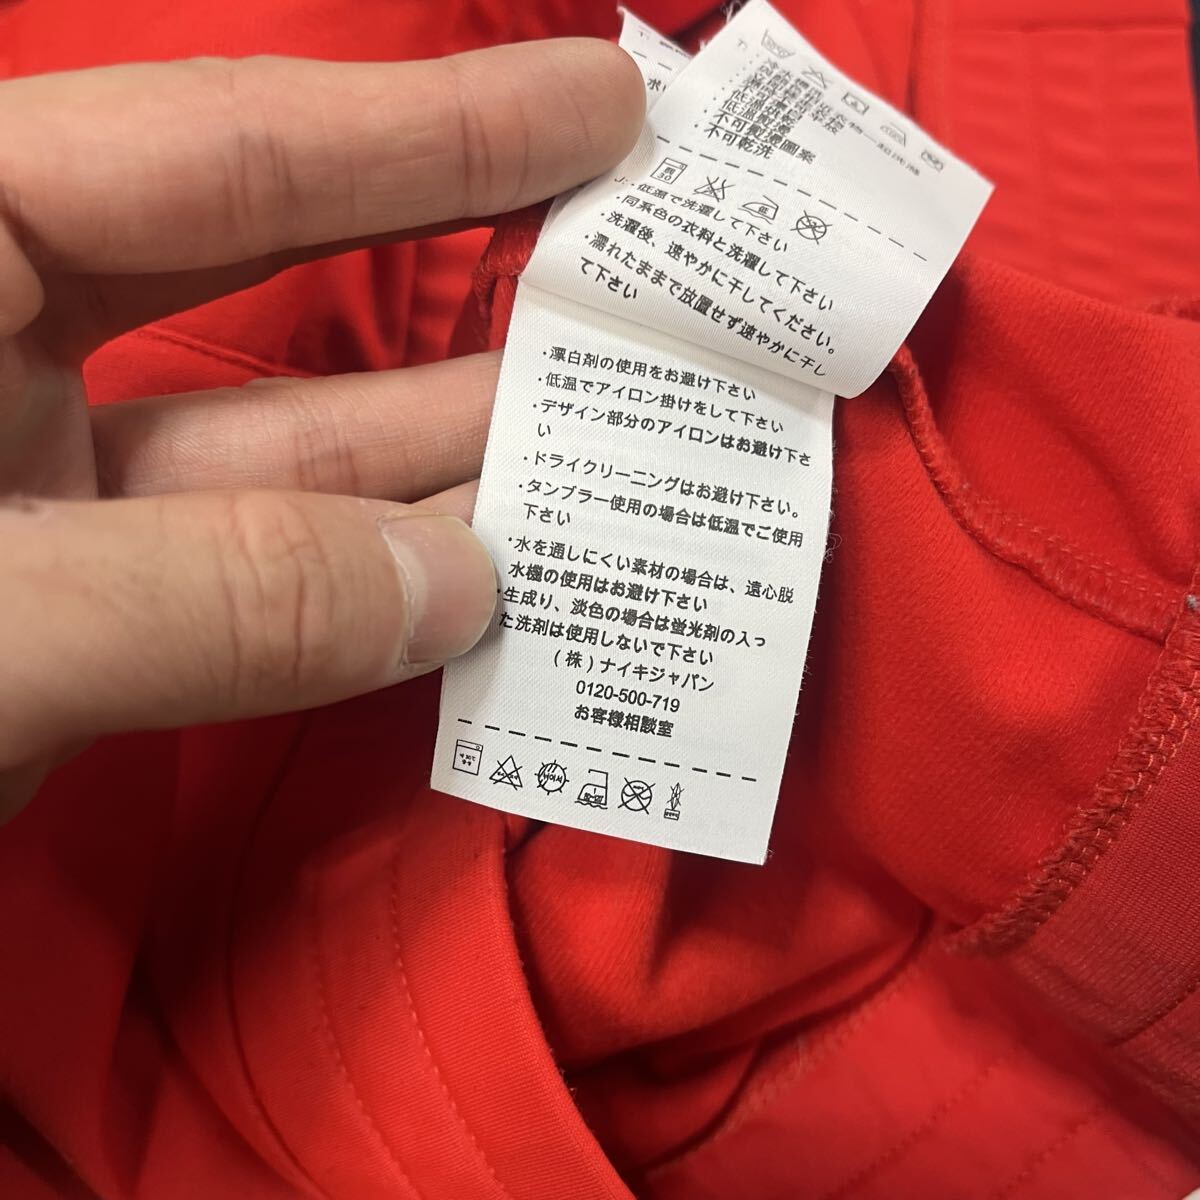 不可熨燙圖案
・不可乾洗
30
低
J:・低温で洗濯して下さい
・同系色の衣料と洗濯して下さい
・洗濯後、速やかに干してください。
・濡れたままで放置せず速やかに干し
て下さい
・漂白剤の使用をお避け下さい
・低温でアイロン掛けをして下さい
・デザイン部分のアイロンはお避け下さ
い
・ドライクリーニングはお避け下さい。
・タンブラー使用の場合は低温でご使用
下さい
・水を通しにくい素材の場合は、遠心脱
水機の使用はお避け下さい
・生成り、淡色の場合は蛍光剤の入っ
た洗剤は使用しないで下さい
(株)ナイキジャパン
0120-500-719
お客様相談室